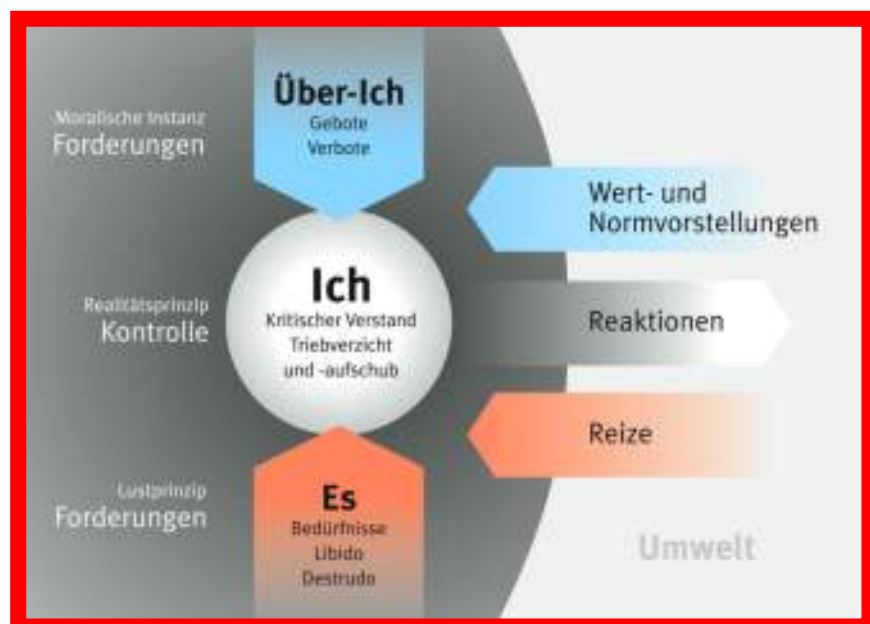 Über-Ich
Gebote
Verbote
Moralische Instanz
Forderungen
Wert- und
Normvorstellungen
Ich
Kritischer Verstand
Triebverzicht
und -aufschub
Realitätsprinzip
Kontrolle
Reaktionen
Reize
Es
Bedürfnisse
Libido
Destrudo
Lustprinzip
Forderungen
Umwelt